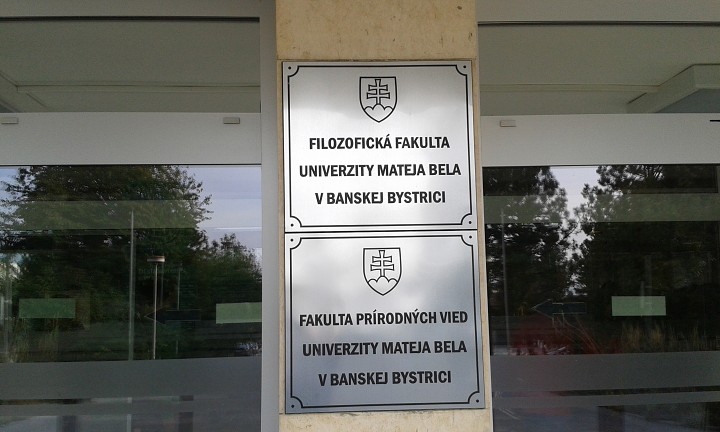 FILOZOFICKÁ FAKULTA
UNIVERZITY MATEJA BELA
V BANSKEJ BYSTRICI
FAKULTA PRÍRODNÝCH VIED
UNIVERZITY MATEJA BELA
V BANSKEJ BYSTRICI